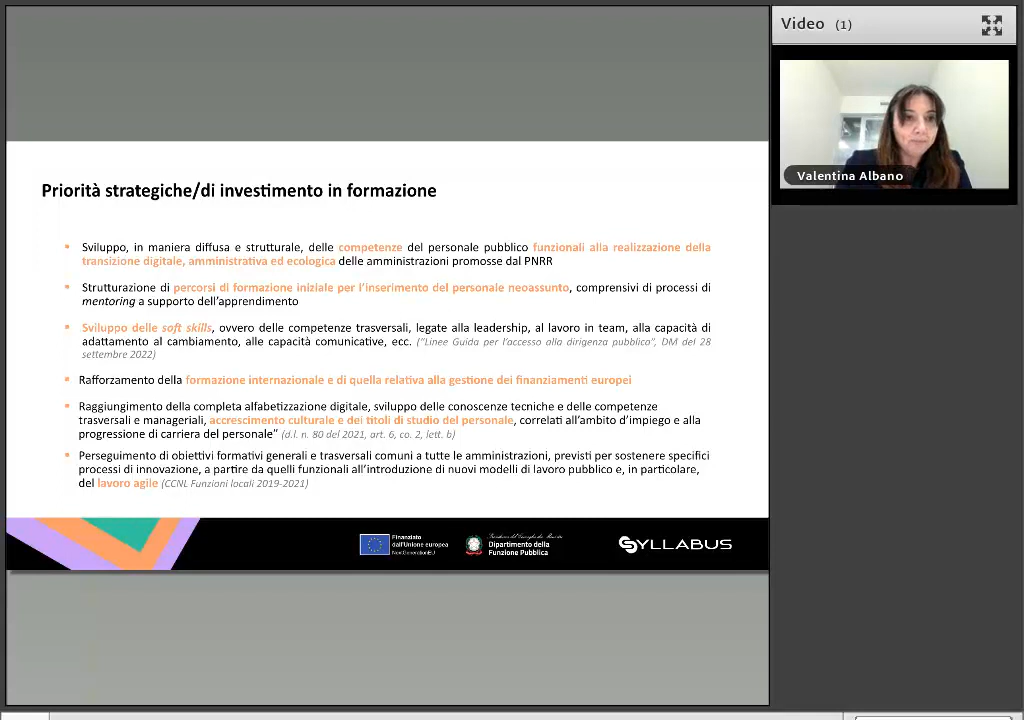 Video (1)
Valentina Albano
Priorità strategiche/di investimento in formazione
Sviluppo, in maniera diffusa e strutturale, delle competenze del personale pubblico funzionali alla realizzazione della
transizione digitale, amministrativa ed ecologica delle amministrazioni promosse dal PNRR
Strutturazione di percorsi di formazione iniziale per l'inserimento del personale neoassunto, comprensivi di processi di
mentoring a supporto dell'apprendimento
Sviluppo delle soft skills, ovvero delle competenze trasversali, legate alla leadership, al lavoro in team, alla capacità di
adattamento al cambiamento, alle capacità comunicative, ecc. ("Linee Guida per l'accesso alla dirigenza pubblica", DM del 28
settembre 2022)
Rafforzamento della formazione internazionale e di quella relativa alla gestione dei finanziamenti europei
Raggiungimento della completa alfabetizzazione digitale, sviluppo delle conoscenze tecniche e delle competenze
trasversali e manageriali, accrescimento culturale e dei titoli di studio del personale, correlati all'ambito d'impiego e alla
progressione di carriera del personale" (d.l. n. 80 del 2021, art. 6, co. 2, lett. b)
Perseguimento di obiettivi formativi generali e trasversali comuni a tutte le amministrazioni, previsti per sostenere specifici
processi di innovazione, a partire da quelli funzionali all'introduzione di nuovi modelli di lavoro pubblico e, in particolare,
del lavoro agile (CCNL Funzioni locali 2019-2021)
Finanziato
dall'Unione europea
NextGenerationEU
Dipartimento della
Funzione Pubblica
SYLLABUS